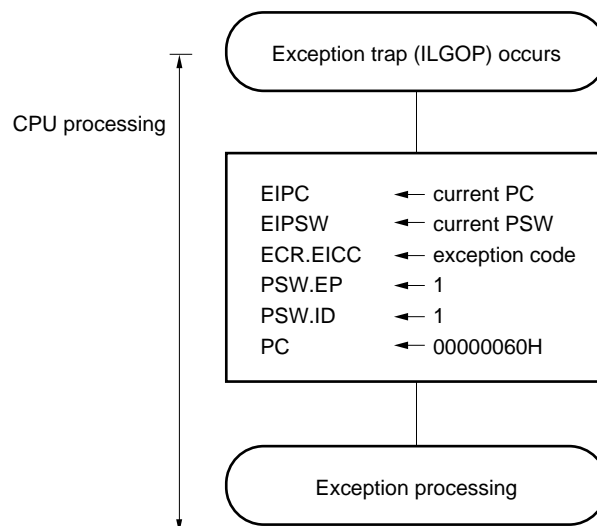 Exception trap (ILGOP) occurs
CPU processing
EIPC ← current PC
EIPSW ← current PSW
ECR.EICC ← exception code
PSW.EP ← 1
PSW.ID ← 1
PC ← 00000060H
Exception processing